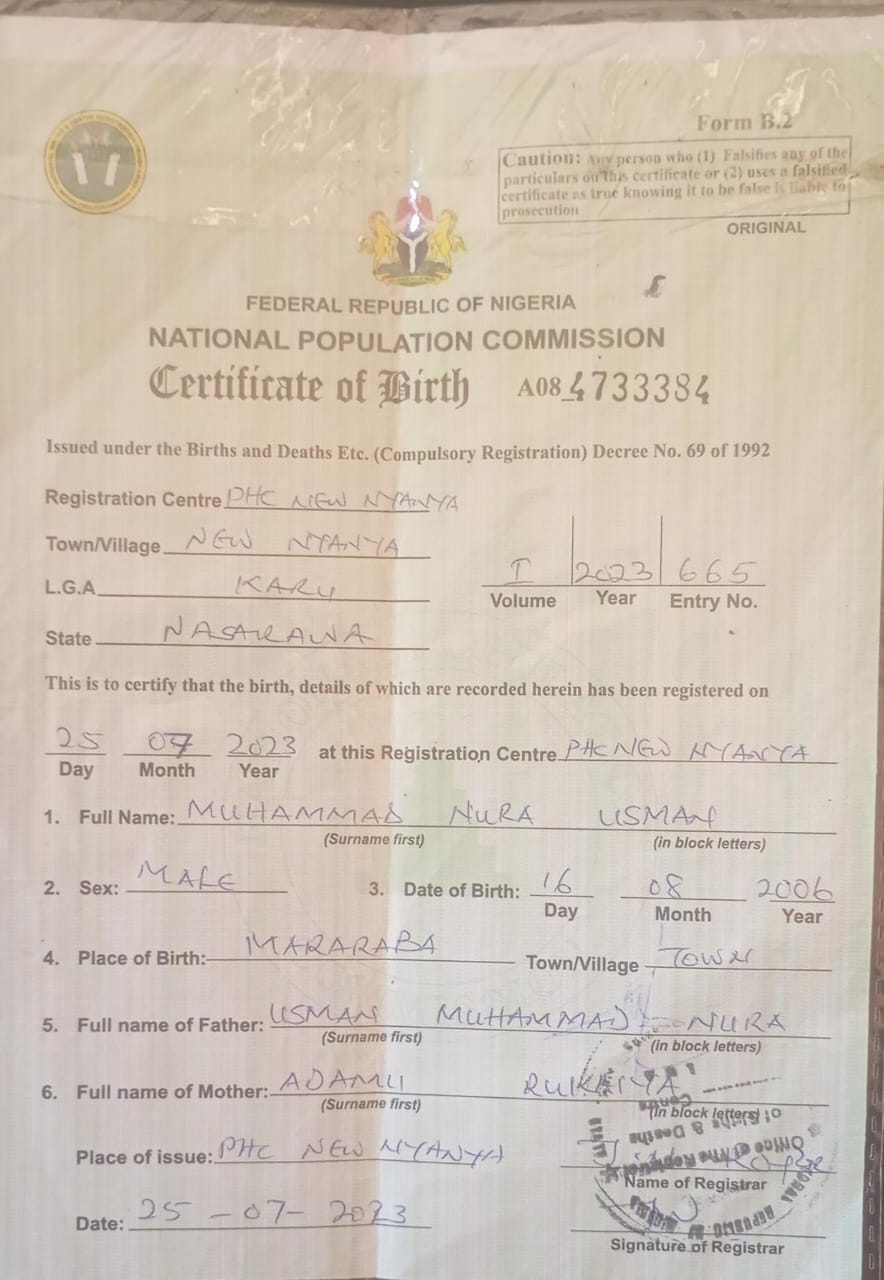 Form B.2
Caution: Any person who (1) Falsifies any of the
particulars on this certificate or (2) uses a falsified
certificate as true knowing it to be false is liable to
prosecution
ORIGINAL
FEDERAL REPUBLIC OF NIGERIA
NATIONAL POPULATION COMMISSION
Certificate of Birth A08 4733384
Issued under the Births and Deaths Etc. (Compulsory Registration) Decree No. 69 of 1992
Registration Centre PHC NEW NYANYA
Town/Village NEW NYANYA
L.G.A KARU
State NASARAWA
I 2023 665
Volume Year Entry No.
This is to certify that the birth, details of which are recorded herein has been registered on
25 07 2023 at this Registration Centre PHC NEW NYANYA
Day Month Year
1. Full Name: MUHAMMAD NURA USMAN
(Surname first) (in block letters)
2. Sex: MALE 3. Date of Birth: 16 08 2006
Day Month Year
4. Place of Birth: MARARABA Town/Village TOWN
5. Full name of Father: USMAN MUHAMMAD NURA
(Surname first) (in block letters)
6. Full name of Mother: ADAMU RUKAIYA
(Surname first) (in block letters)
Place of issue: PHC NEW NYANYA
Name of Registrar
Date: 25-07-2023
Signature of Registrar